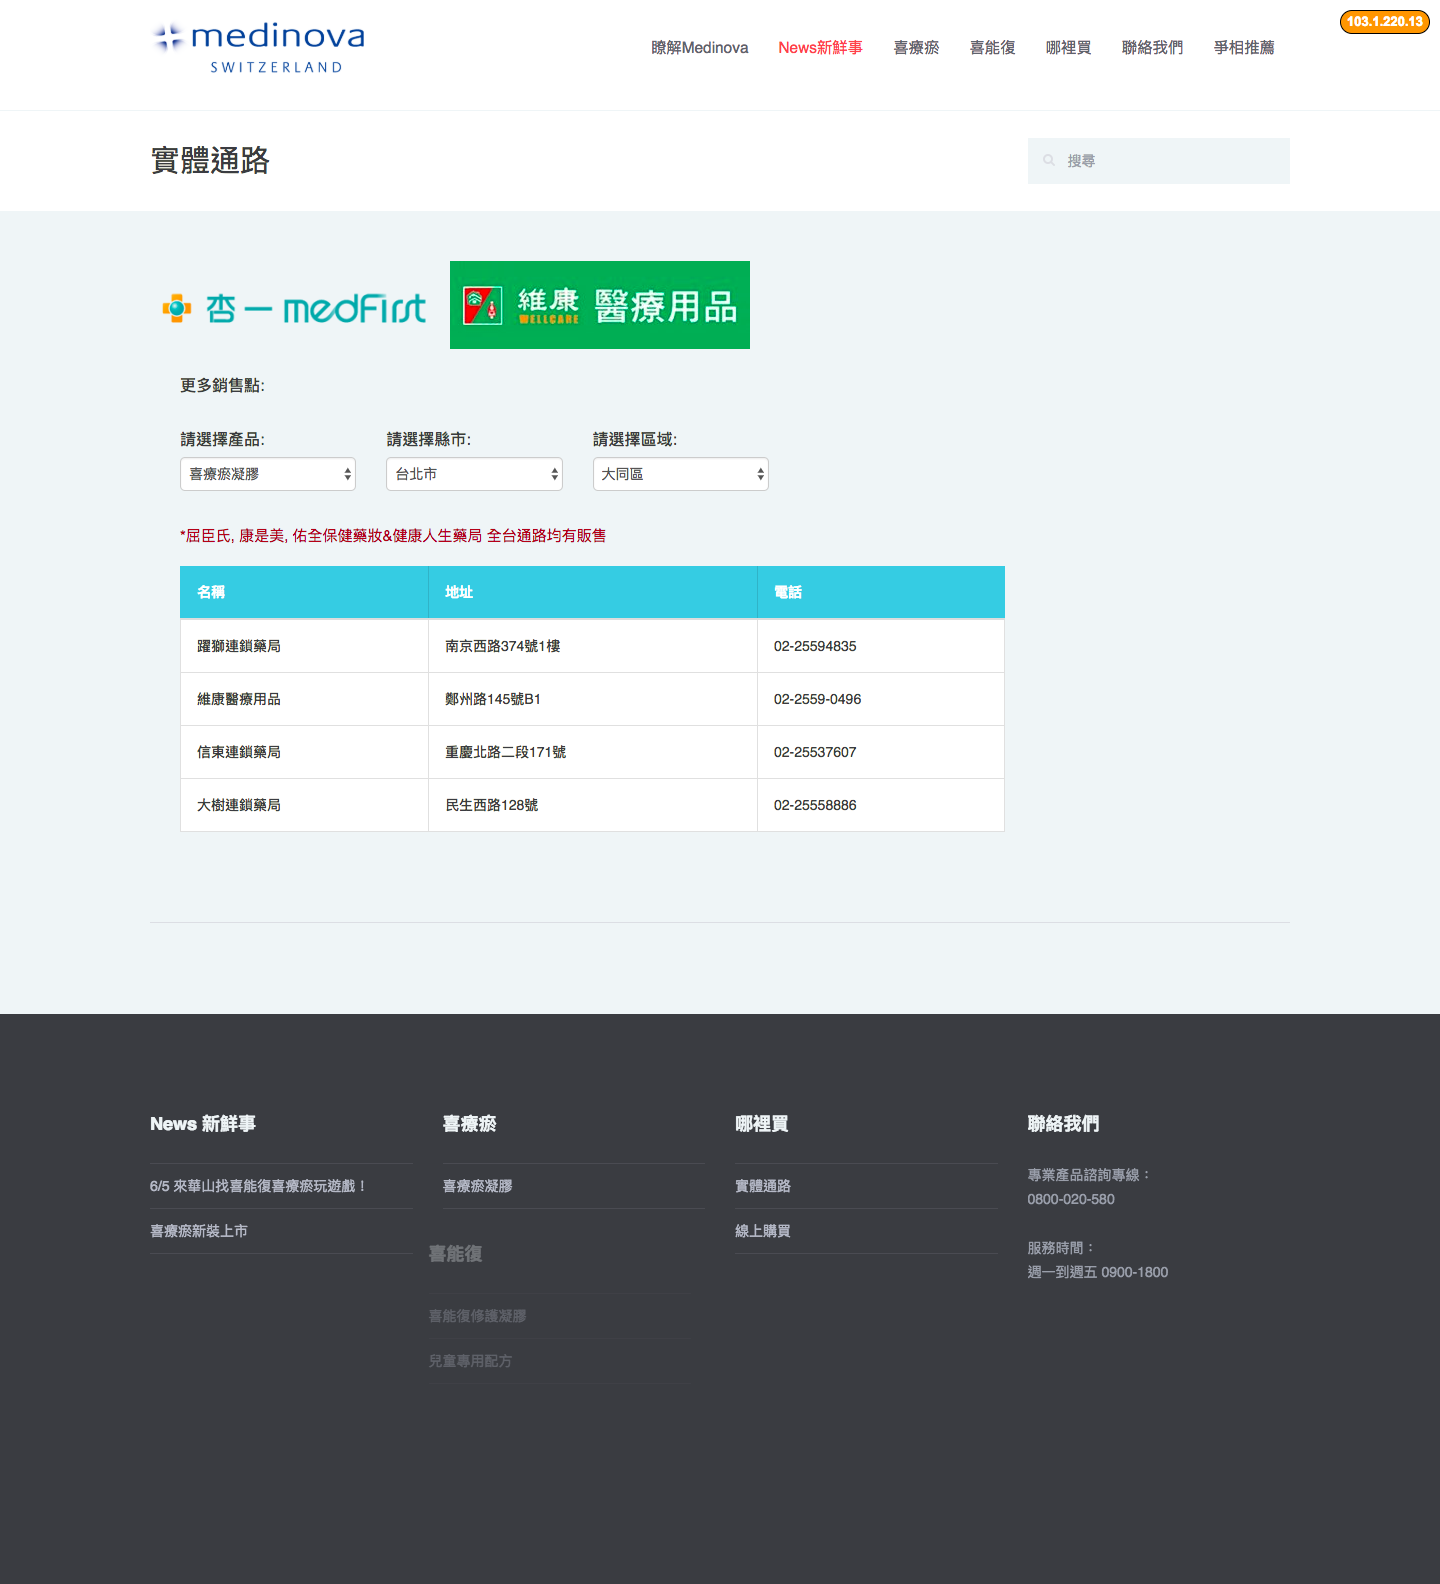 medinova
SWITZERLAND
瞭解Medinova
News新鮮事
喜療瘀
喜能復
哪裡買
聯絡我們
爭相推薦
103.1.220.13
實體通路
搜尋
杏一medFirst
維康
WELLCARE
醫療用品
更多銷售點:
請選擇產品:
請選擇縣市:
請選擇區域:
喜療瘀凝膠
台北市
大同區
*屈臣氏, 康是美, 佑全保健藥妝&健康人生藥局 全台通路均有販售
名稱 地址 電話
躍獅連鎖藥局 南京西路374號1樓 02-25594835
維康醫療用品 鄭州路145號B1 02-2559-0496
信東連鎖藥局 重慶北路二段171號 02-25537607
大樹連鎖藥局 民生西路128號 02-25558886
News 新鮮事
6/5 來華山找喜能復喜療瘀玩遊戲！
喜療瘀新裝上市
喜療瘀
喜療瘀凝膠
喜能復
喜能復修護凝膠
兒童專用配方
哪裡買
實體通路
線上購買
聯絡我們
專業產品諮詢專線：
0800-020-580
服務時間：
週一到週五 0900-1800